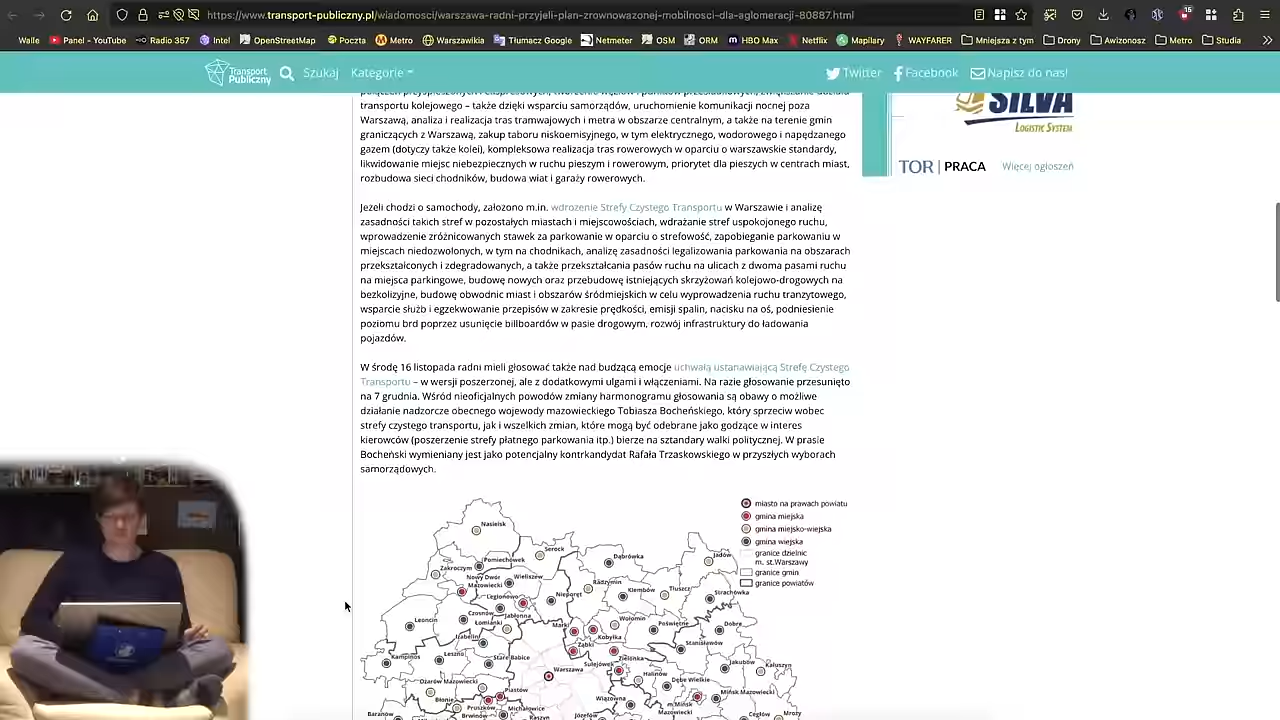 https://www.transport-publiczny.pl/wiadomosci/warszawa-radni-przyjeli-plan-zrownowazonej-mobilnosci-dla-aglomeracji-80887.html
15
Walle Panel - YouTube Radio 357 Intel OpenStreetMap Poczta Metro Warszawikia Tłumacz Google Netmeter OSM ORM HBO Max Netflix Mapilary WAYFARER Mniejsza z tym Drony Awizonosz Metro Studia
Transport Publiczny Szukaj Kategorie Twitter Facebook Napisz do nas!
transportu kolejowego – także dzięki wsparciu samorządów, uruchomienie komunikacji nocnej poza
Warszawą, analiza i realizacja tras tramwajowych i metra w obszarze centralnym, a także na terenie gmin
graniczących z Warszawą, zakup taboru niskoemisyjnego, w tym elektrycznego, wodorowego i napędzanego
gazem (dotyczy także kolei), kompleksowa realizacja tras rowerowych w oparciu o warszawskie standardy,
likwidowanie miejsc niebezpiecznych w ruchu pieszym i rowerowym, priorytet dla pieszych w centrach miast,
rozbudowa sieci chodników, budowa wiat i garaży rowerowych.
Jeżeli chodzi o samochody, założono m.in. wdrożenie Strefy Czystego Transportu w Warszawie i analizę
zasadności takich stref w pozostałych miastach i miejscowościach, wdrażanie stref uspokojonego ruchu,
wprowadzenie zróżnicowanych stawek za parkowanie w oparciu o strefowość, zapobieganie parkowaniu w
miejscach niedozwolonych, w tym na chodnikach, analizę zasadności legalizowania parkowania na obszarach
przekształconych i zdegradowanych, a także przekształcania pasów ruchu na ulicach z dwoma pasami ruchu
na miejsca parkingowe, budowę nowych oraz przebudowę istniejących skrzyżowań kolejowo-drogowych na
bezkolizyjne, budowę obwodnic miast i obszarów śródmiejskich w celu wyprowadzenia ruchu tranzytowego,
wsparcie służb i egzekwowanie przepisów w zakresie prędkości, emisji spalin, nacisku na oś, podniesienie
poziomu brd poprzez usunięcie billboardów w pasie drogowym, rozwój infrastruktury do ładowania
pojazdów.
W środę 16 listopada radni mieli głosować także nad budzącą emocje uchwałą ustanawiającą Strefę Czystego
Transportu – w wersji poszerzonej, ale z dodatkowymi ulgami i włączeniami. Na razie głosowanie przesunięto
na 7 grudnia. Wśród nieoficjalnych powodów zmiany harmonogramu głosowania są obawy o możliwe
działanie nadzorcze obecnego wojewody mazowieckiego Tobiasza Bocheńskiego, który sprzeciw wobec
strefy czystego transportu, jak i wszelkich zmian, które mogą być odebrane jako godzące w interes
kierowców (poszerzenie strefy płatnego parkowania itp.) bierze na sztandary walki politycznej. W prasie
Bocheński wymieniany jest jako potencjalny kontrkandydat Rafała Trzaskowskiego w przyszłych wyborach
samorządowych.
SILVA
LOGISTIC SYSTEM
TOR | PRACA Więcej ogłoszeń
miasto na prawach powiatu
gmina miejska
gmina miejsko-wiejska
gmina wiejska
granice dzielnic
m. st.Warszawy
granice gmin
granice powiatów
Nasielsk
Serock
Dąbrówka
Jadów
Pomiechówek
Zakroczym
Nowy Dwór
Mazowiecki
Wieliszew
Radzymin
Klembów
Tłuszcz
Strachówka
Legionowo
Nieporęt
Jabłonna
Leoncin
Czosnów
Łomianki
Marki
Wołomin
Kobyłka
Poświętne
Dobre
Izabelin
Ząbki
Zielonka
Stanisławów
Kampinos
Leszno
Stare Babice
Warszawa
Sulejówek
Halinów
Jakubów
Kałuszyn
Ożarów Mazowiecki
Dębe Wielkie
Mińsk Mazowiecki
Błonie
Piastów
Pruszków
Michałowice
Wiązowna
m.Mińsk
Mazowiecki
Baranów
Brwinów
Raszyn
Józefów
Cegłów
Mrozy